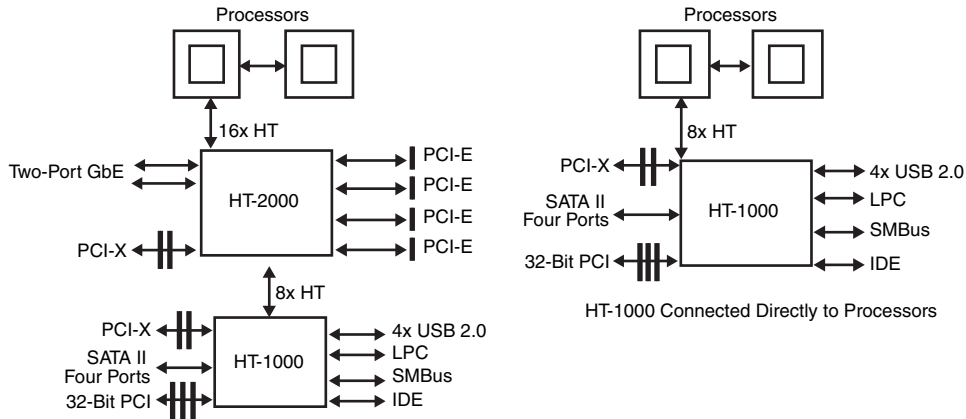 Processors
16x HT
Two-Port GbE
HT-2000
PCI-E
PCI-E
PCI-E
PCI-E
PCI-X
8x HT
PCI-X
SATA II
Four Ports
32-Bit PCI
HT-1000
4x USB 2.0
LPC
SMBus
IDE
Processors
8x HT
PCI-X
SATA II
Four Ports
32-Bit PCI
HT-1000
4x USB 2.0
LPC
SMBus
IDE
HT-1000 Connected Directly to Processors